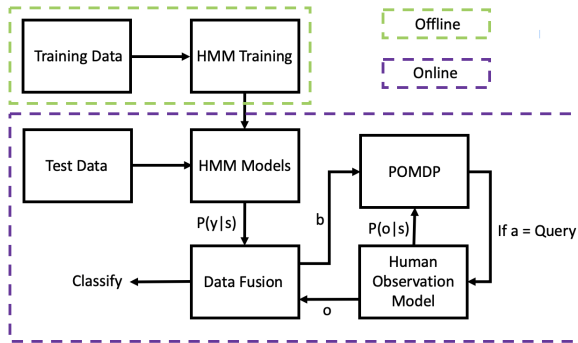 Offline
Training Data
HMM Training
Online
Test Data
HMM Models
POMDP
P(y|s)
b
P(o|s)
If a = Query
Classify
Data Fusion
Human
Observation
Model
o